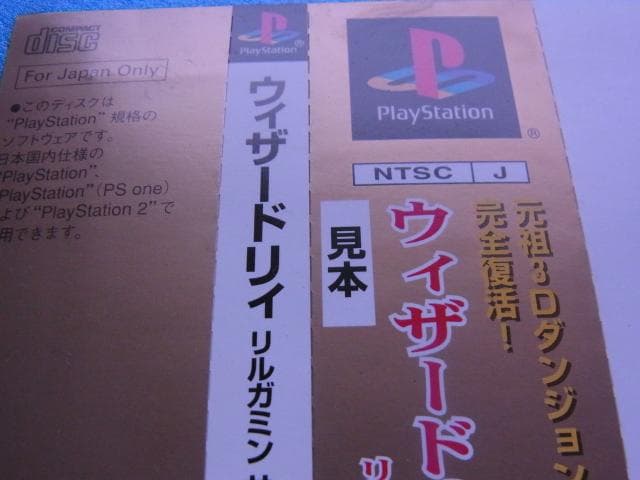 COMPACT
disc
For Japan Only
●このディスクは
"PlayStation" 規格の
ソフトウェアです。
日本国内仕様の
"PlayStation"、
PlayStation"(PS one)
よび"PlayStation 2"で
用できます。
PlayStation
ウィザードリィ リルガミン サ
PlayStation
®
NTSC J
見本
元祖3Dダンジョン
完全復活!
ウィザード
リ